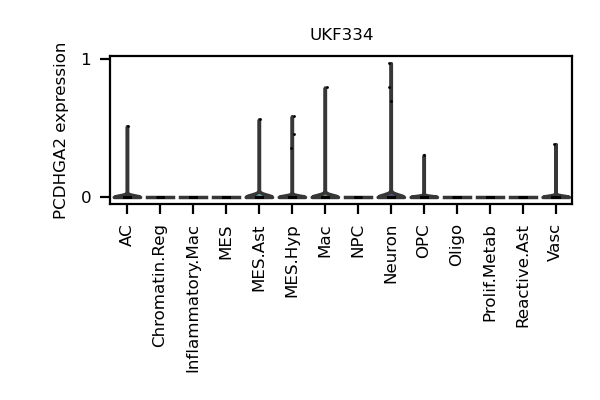 UKF334
PCDHGA2 expression
1
0
AC
Chromatin.Reg
Inflammatory.Mac
MES
MES.Ast
MES.Hyp
Mac
NPC
Neuron
OPC
Oligo
Prolif.Metab
Reactive.Ast
Vasc